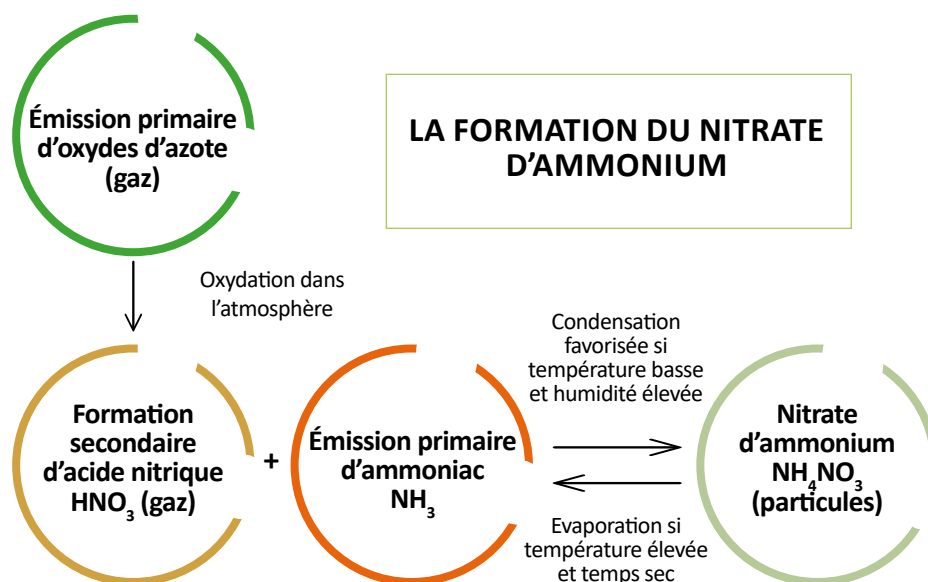 Émission primaire
d'oxydes d'azote
(gaz)
LA FORMATION DU NITRATE
D'AMMONIUM
Oxydation dans
l'atmosphère
Condensation
favorisée si
température basse
et humidité élevée
Formation
secondaire
d'acide nitrique
HNO₃ (gaz)
+
Émission primaire
d'ammoniac
NH₃
Nitrate
d'ammonium
NH₄NO₃
(particules)
Evaporation si
température élevée
et temps sec